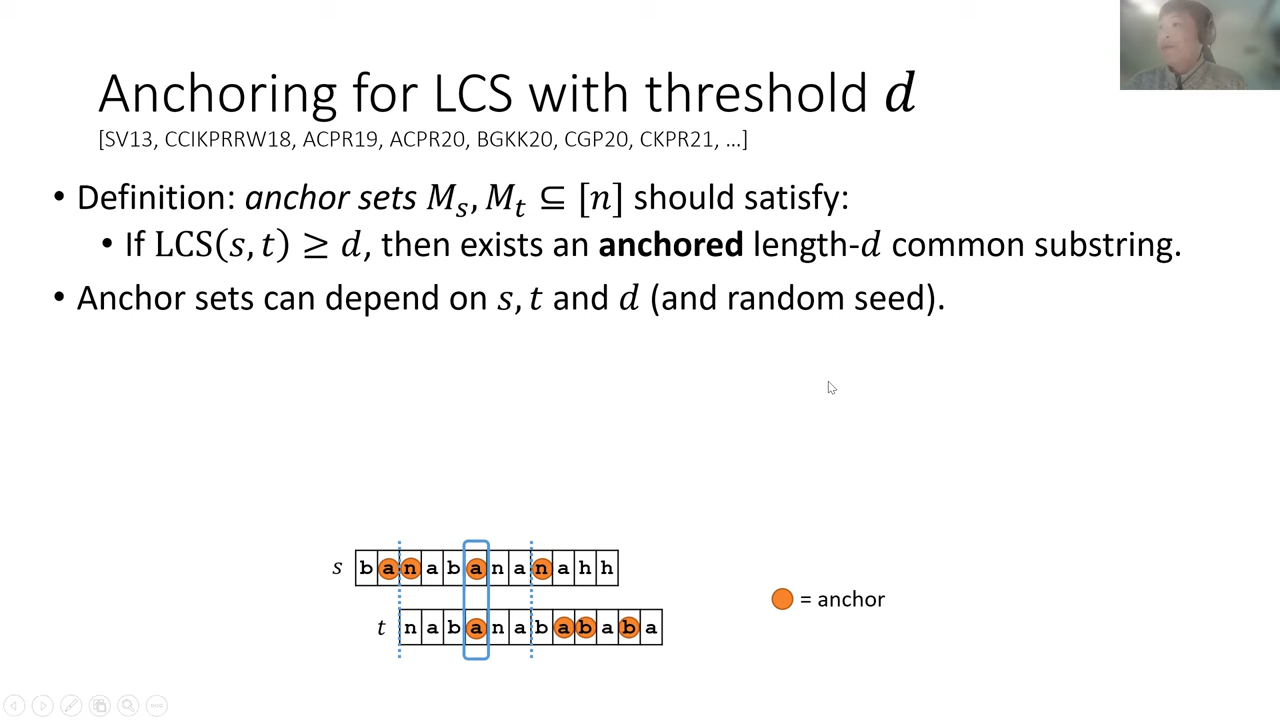 Anchoring for LCS with threshold d
[SV13, CCIKPRRW18, ACPR19, ACPR20, BGKK20, CGP20, CKPR21, …]
• Definition: anchor sets Mₛ, Mₜ ⊆ [n] should satisfy:
• If LCS(s, t) ≥ d, then exists an anchored length-d common substring.
• Anchor sets can depend on s, t and d (and random seed).
s b a n a b a n a n a h h
t n a b a n a b a b a b a
= anchor